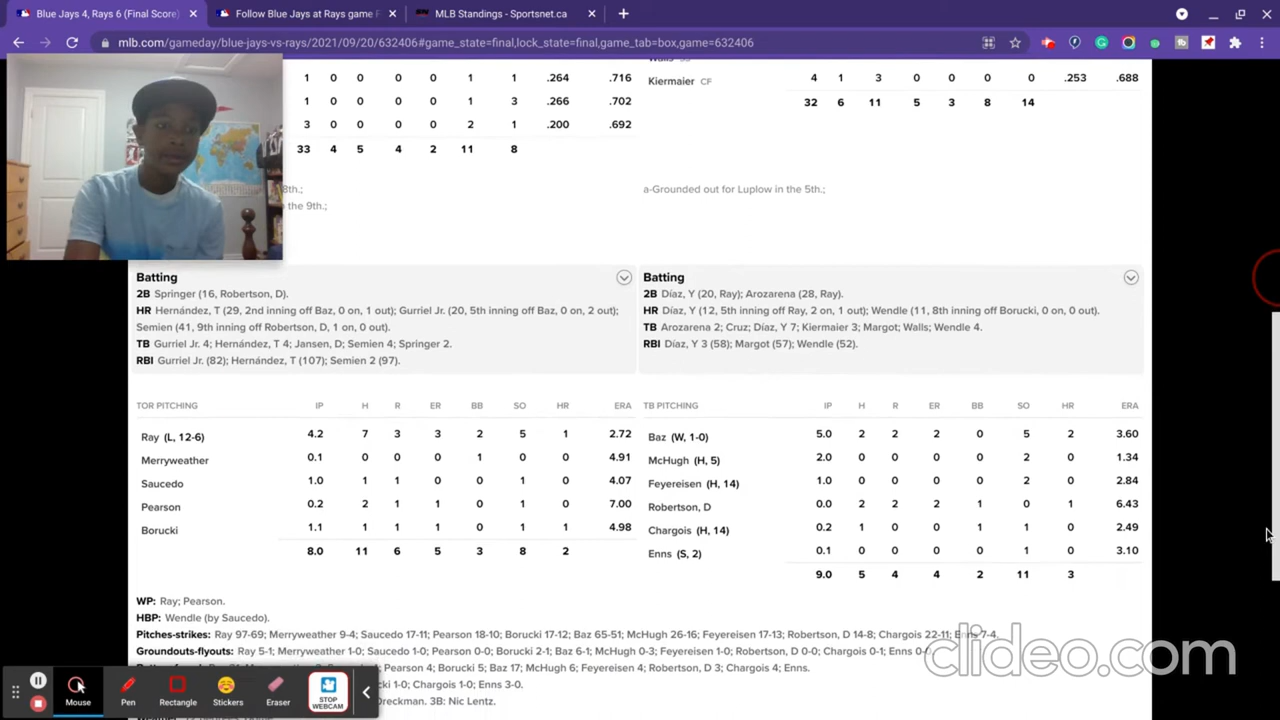 Blue Jays 4, Rays 6 (Final Score)
Follow Blue Jays at Rays game F
MLB Standings - Sportsnet.ca
mlb.com/gameday/blue-jays-vs-rays/2021/09/20/632406#game_state=final,lock_state=final,game_tab=box,game=632406
1 0 0 0 0 1 1 .264 .716
1 0 0 0 0 1 3 .266 .702
3 0 0 0 0 2 1 .200 .692
33 4 5 4 2 11 8
8th.;
the 9th.;
Walls SS
Kiermaier CF 4 1 3 0 0 0 0 .253 .688
32 6 11 5 3 8 14
a-Grounded out for Luplow in the 5th.;
Batting
2B Springer (16, Robertson, D).
HR Hernández, T (29, 2nd inning off Baz, 0 on, 1 out); Gurriel Jr. (20, 5th inning off Baz, 0 on, 2 out);
Semien (41, 9th inning off Robertson, D, 1 on, 0 out).
TB Gurriel Jr. 4; Hernández, T 4; Jansen, D; Semien 4; Springer 2.
RBI Gurriel Jr. (82); Hernández, T (107); Semien 2 (97).
Batting
2B Díaz, Y (20, Ray); Arozarena (28, Ray).
HR Díaz, Y (12, 5th inning off Ray, 2 on, 1 out); Wendle (11, 8th inning off Borucki, 0 on, 0 out).
TB Arozarena 2; Cruz; Díaz, Y 7; Kiermaier 3; Margot; Walls; Wendle 4.
RBI Díaz, Y 3 (58); Margot (57); Wendle (52).
TOR PITCHING IP H R ER BB SO HR ERA
Ray (L, 12-6) 4.2 7 3 3 2 5 1 2.72
Merryweather 0.1 0 0 0 1 0 0 4.91
Saucedo 1.0 1 1 0 0 1 0 4.07
Pearson 0.2 2 1 1 0 1 0 7.00
Borucki 1.1 1 1 1 0 1 1 4.98
8.0 11 6 5 3 8 2
TB PITCHING IP H R ER BB SO HR ERA
Baz (W, 1-0) 5.0 2 2 2 0 5 2 3.60
McHugh (H, 5) 2.0 0 0 0 0 2 0 1.34
Feyereisen (H, 14) 1.0 0 0 0 0 2 0 2.84
Robertson, D 0.0 2 2 2 1 0 1 6.43
Chargois (H, 14) 0.2 1 0 0 1 1 0 2.49
Enns (S, 2) 0.1 0 0 0 0 1 0 3.10
9.0 5 4 4 2 11 3
WP: Ray; Pearson.
HBP: Wendle (by Saucedo).
Pitches-strikes: Ray 97-69; Merryweather 9-4; Saucedo 17-11; Pearson 18-10; Borucki 17-12; Baz 65-51; McHugh 26-16; Feyereisen 17-13; Robertson, D 14-8; Chargois 22-11; Enns 7-4.
Groundouts-flyouts: Ray 5-1; Merryweather 1-0; Saucedo 1-0; Pearson 0-0; Borucki 2-1; Baz 6-1; McHugh 0-3; Feyereisen 1-0; Robertson, D 0-0; Chargois 0-1; Enns
Pearson 4; Borucki 5; Baz 17; McHugh 6; Feyereisen 4; Robertson, D 3; Chargois 4; Enns.
1-0; Chargois 1-0; Enns 3-0.
3B: Nic Lentz.
clideo.com
Mouse
Pen
Rectangle
Stickers
Eraser
STOP
WEBCAM